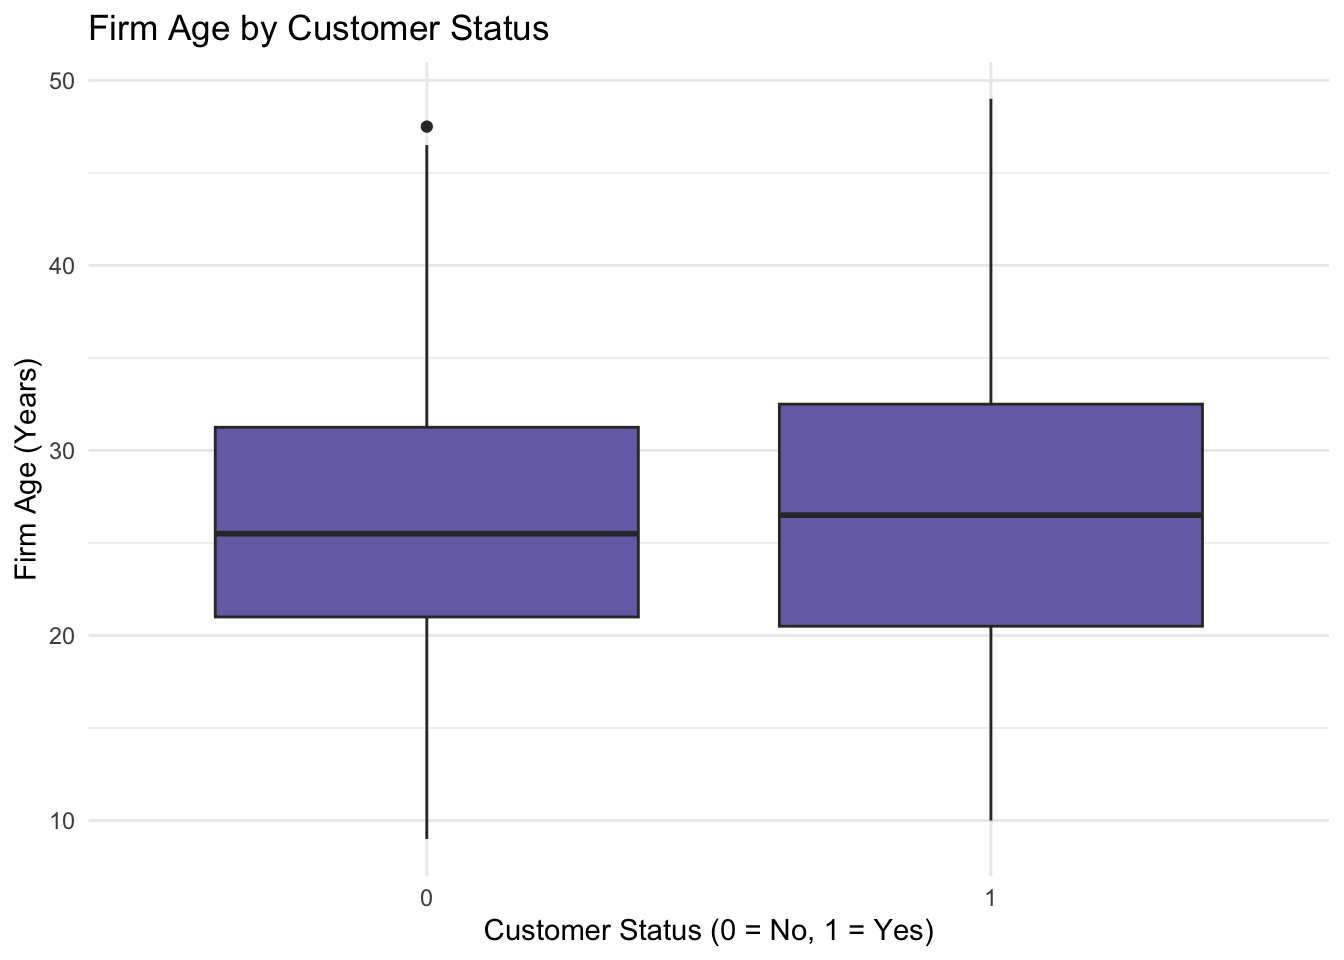 Firm Age by Customer Status
Firm Age (Years)
50
40
30
20
10
0
1
Customer Status (0 = No, 1 = Yes)